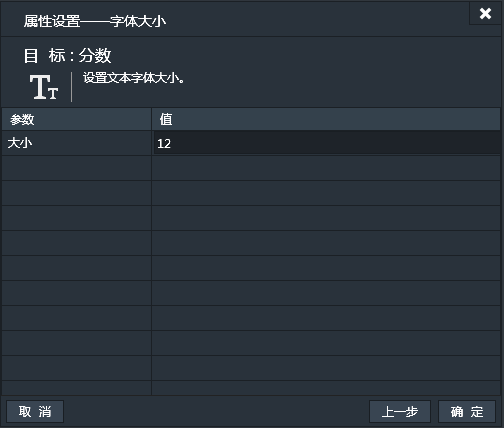 属性设置——字体大小
目 标 : 分数
设置文本字体大小。
参数 值
大小 12
取 消 上一步 确 定